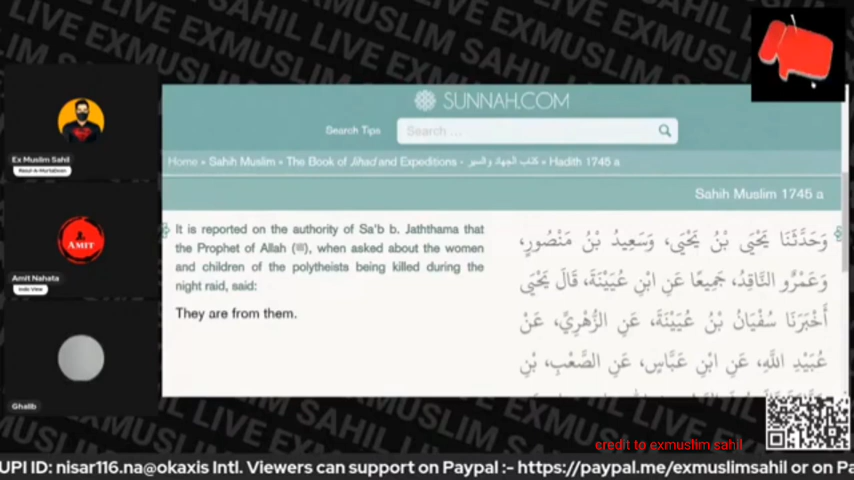 SUNNAH.COM
Search Tips
Search ...
Home » Sahih Muslim » The Book of Jihad and Expeditions - كتاب الجهاد والسير » Hadith 1745 a
Sahih Muslim 1745 a
It is reported on the authority of Sa'b b. Jaththama that
the Prophet of Allah (ﷺ), when asked about the women
and children of the polytheists being killed during the
night raid, said:
They are from them.
وَحَدَّثَنَا يَحْيَى بْنُ يَحْيَى، وَسَعِيدُ بْنُ مَنْصُورٍ،
وَعَمْرٌو النَّاقِدُ، جَمِيعًا عَنِ ابْنِ عُيَيْنَةَ، قَالَ يَحْيَى
أَخْبَرَنَا سُفْيَانُ بْنُ عُيَيْنَةَ، عَنِ الزُّهْرِيِّ، عَنْ
عُبَيْدِ اللَّهِ، عَنِ ابْنِ عَبَّاسٍ، عَنِ الصَّعْبِ، بْنِ
Ex Muslim Sahil
AMIT
Amit Nahata
Indo View
Ghalib
LIVE EXMUSLIM SAHIL
credit to exmuslim sahil
UPI ID: nisar116.na@okaxis Intl. Viewers can support on Paypal :- https://paypal.me/exmuslimsahil or on Pa